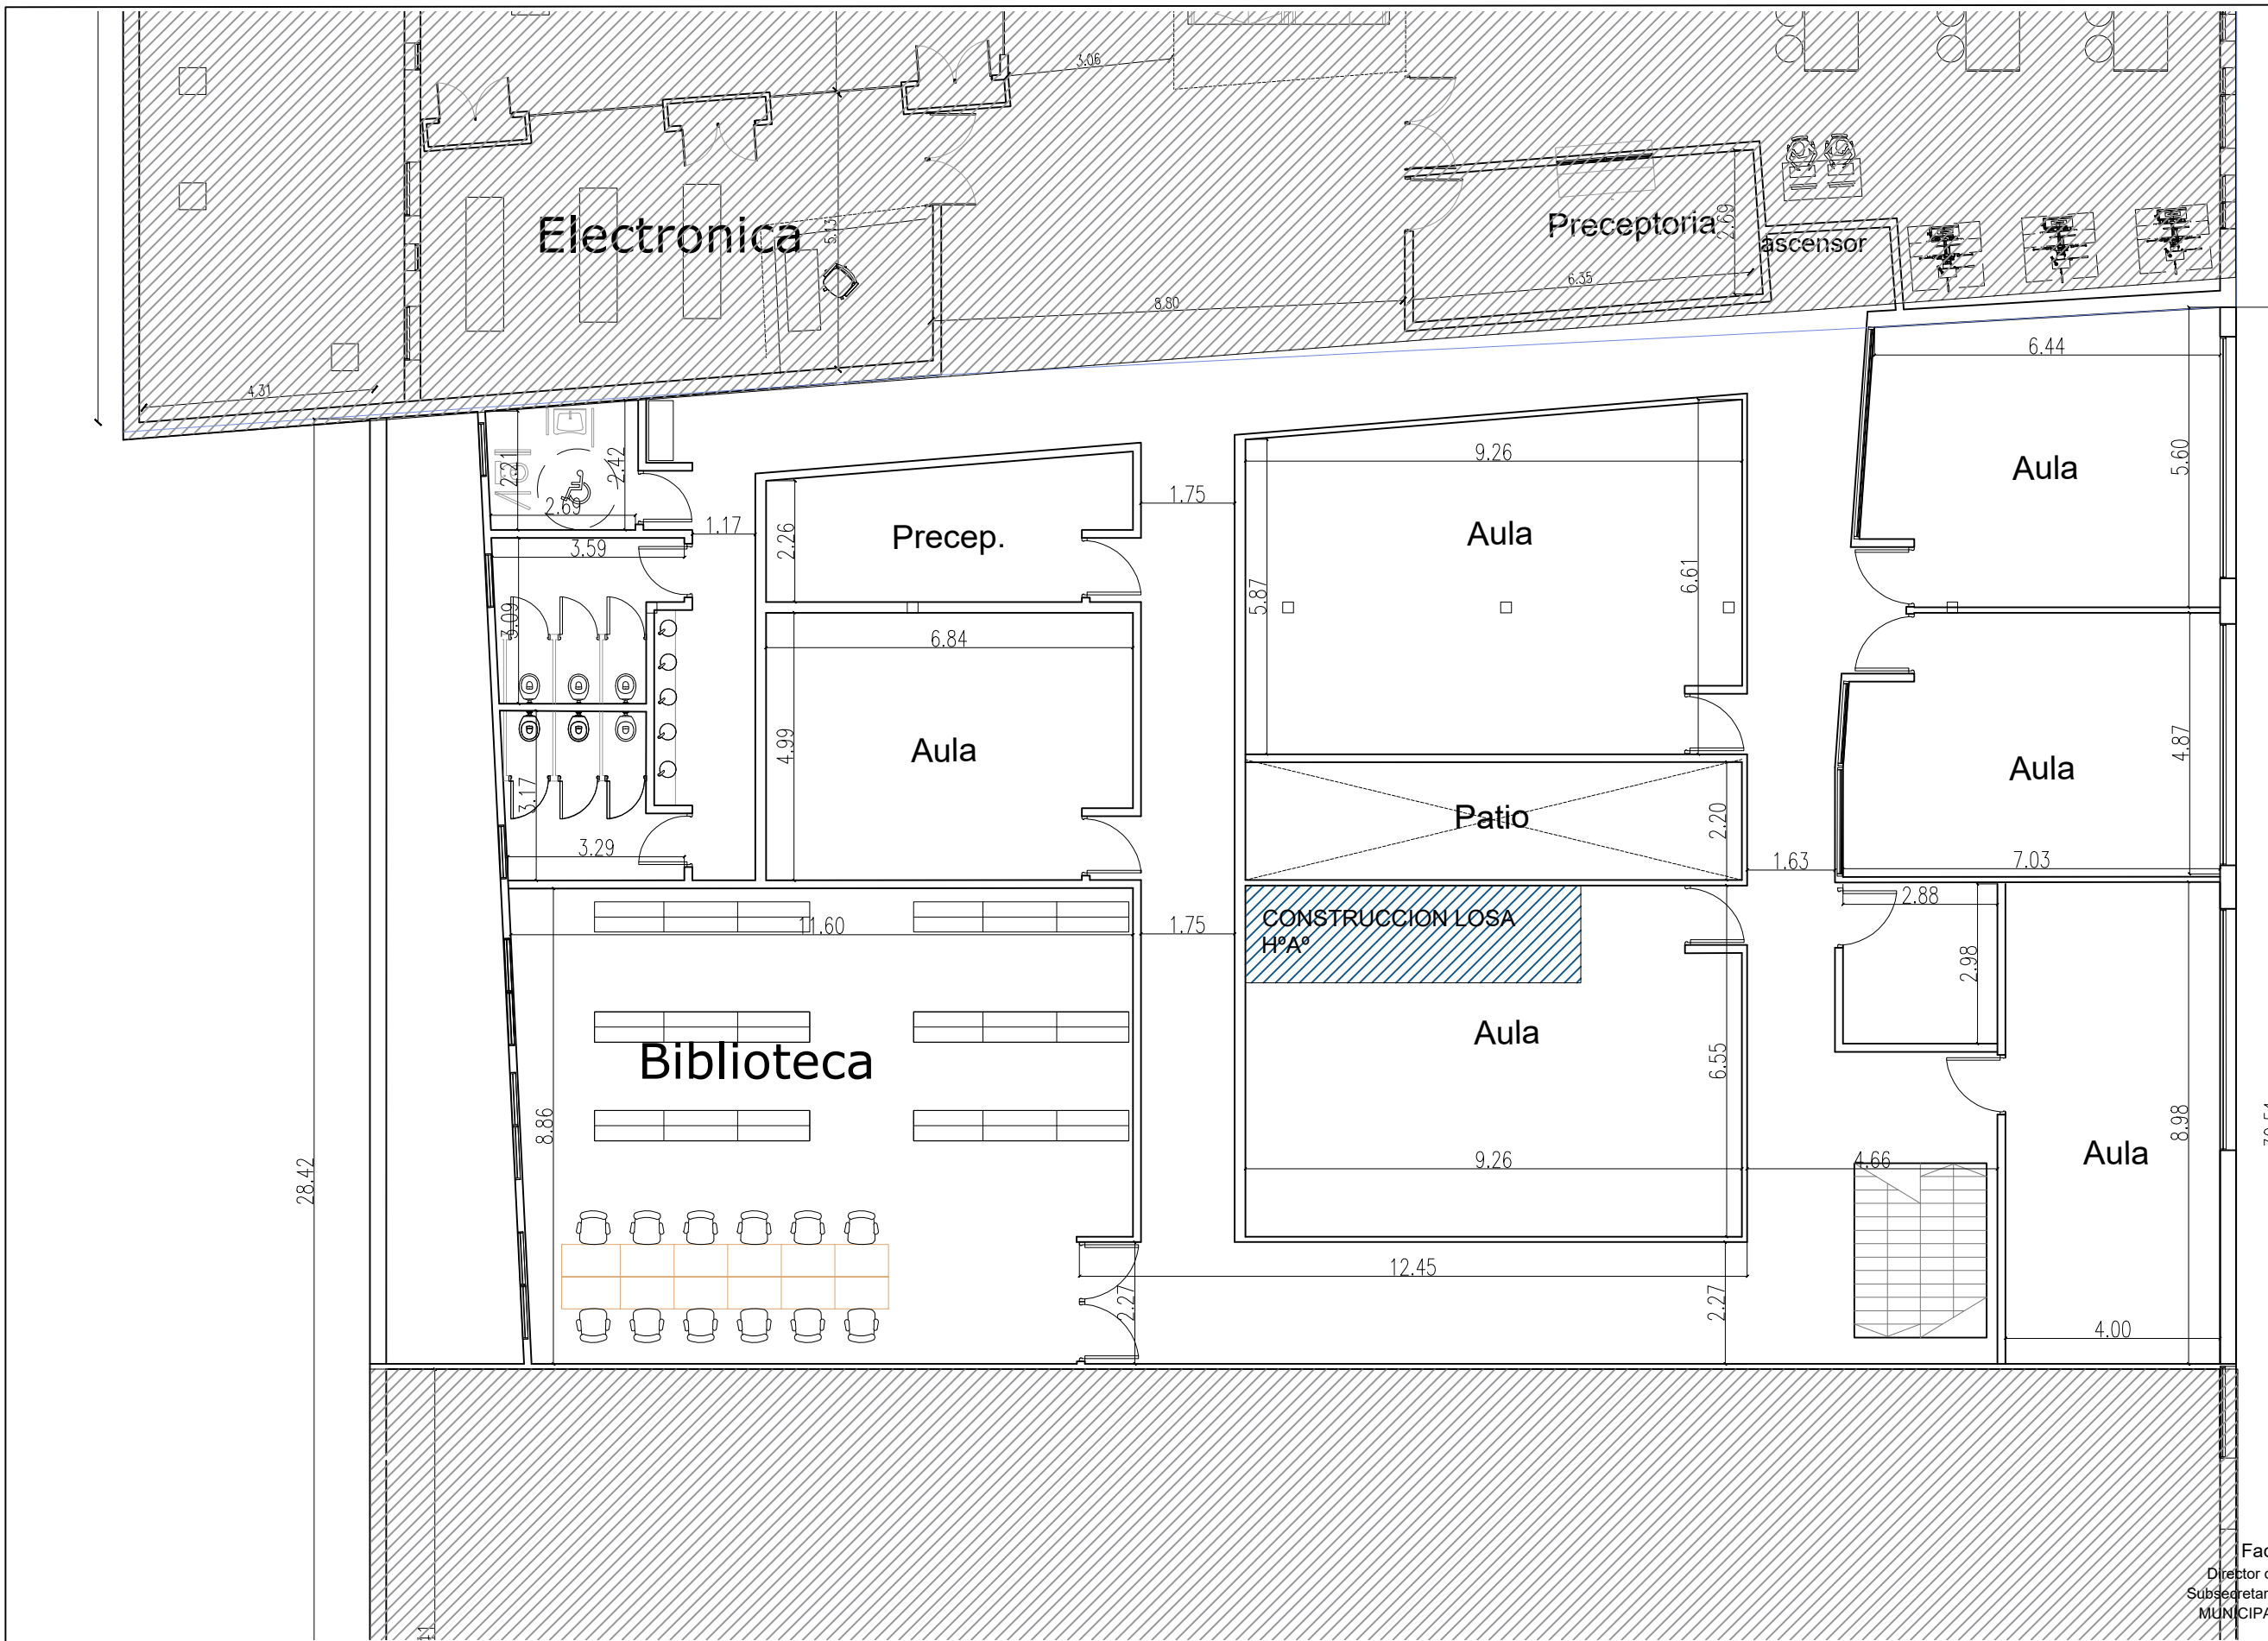 3.06
Electronica
5.13
Preceptoria
2.69
ascensor
6.35
8.80
4.31
6.44
5.60
Aula
2.21
2.42
2.69
1.17
3.59
3.09
Precep.
2.26
1.75
9.26
Aula
5.87
6.61
6.84
4.99
Aula
3.17
3.29
Patio
2.20
1.63
Aula
4.87
7.03
2.88
2.98
11.60
1.75
CONSTRUCCION LOSA
HºAº
Aula
6.55
Biblioteca
8.86
28.42
9.26
4.66
Aula
8.98
12.45
2.27
2.27
4.00
Fac
Director
Subsecretar
MUNICIPA